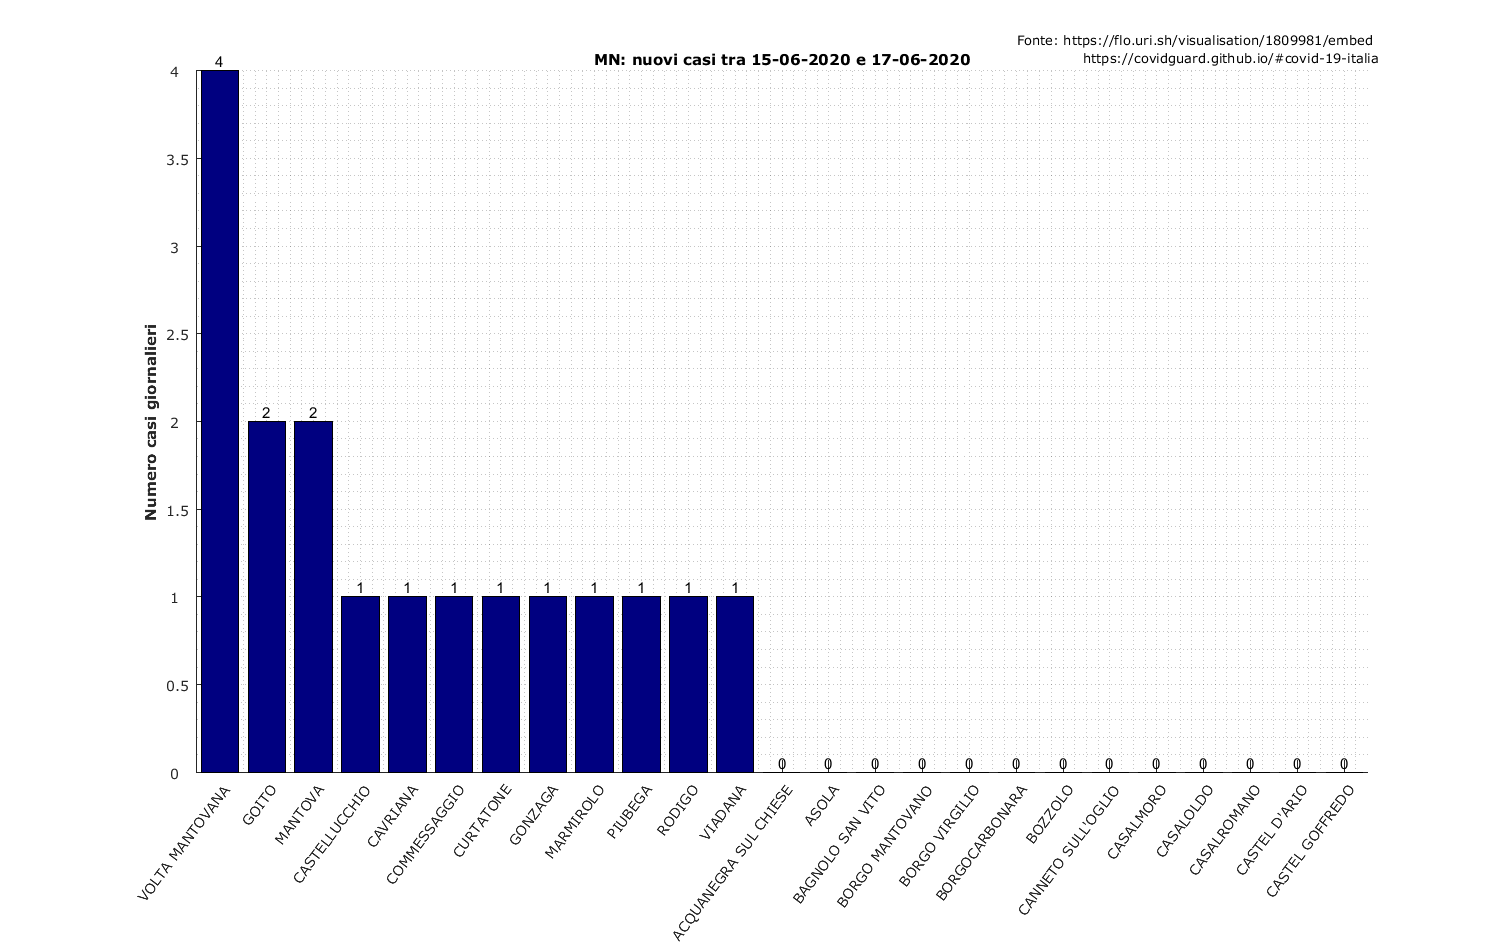 Fonte: https://flo.uri.sh/visualisation/1809981/embed
https://covidguard.github.io/#covid-19-italia
MN: nuovi casi tra 15-06-2020 e 17-06-2020
Numero casi giornalieri
4
3.5
3
2.5
2
1.5
1
0.5
0
4
2
2
1
1
1
1
1
1
1
1
1
0
0
0
0
0
0
0
0
0
0
0
0
0
VOLTA MANTOVANA
GOITO
MANTOVA
CASTELLUCCHIO
CAVRIANA
COMMESSAGGIO
CURTATONE
GONZAGA
MARMIROLO
PIUBEGA
RODIGO
VIADANA
ACQUANEGRA SUL CHIESE
ASOLA
BAGNOLO SAN VITO
BORGO MANTOVANO
BORGO VIRGILIO
BORGOCARBONARA
BOZZOLO
CANNETO SULL'OGLIO
CASALMORO
CASALOLDO
CASALROMANO
CASTEL D'ARIO
CASTEL GOFFREDO